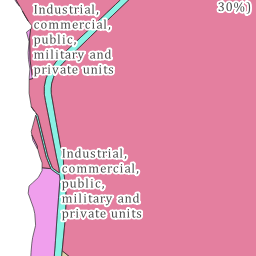 Industrial,
commercial,
public,
military and
private units
30%)
Industrial,
commercial,
public,
military and
private units